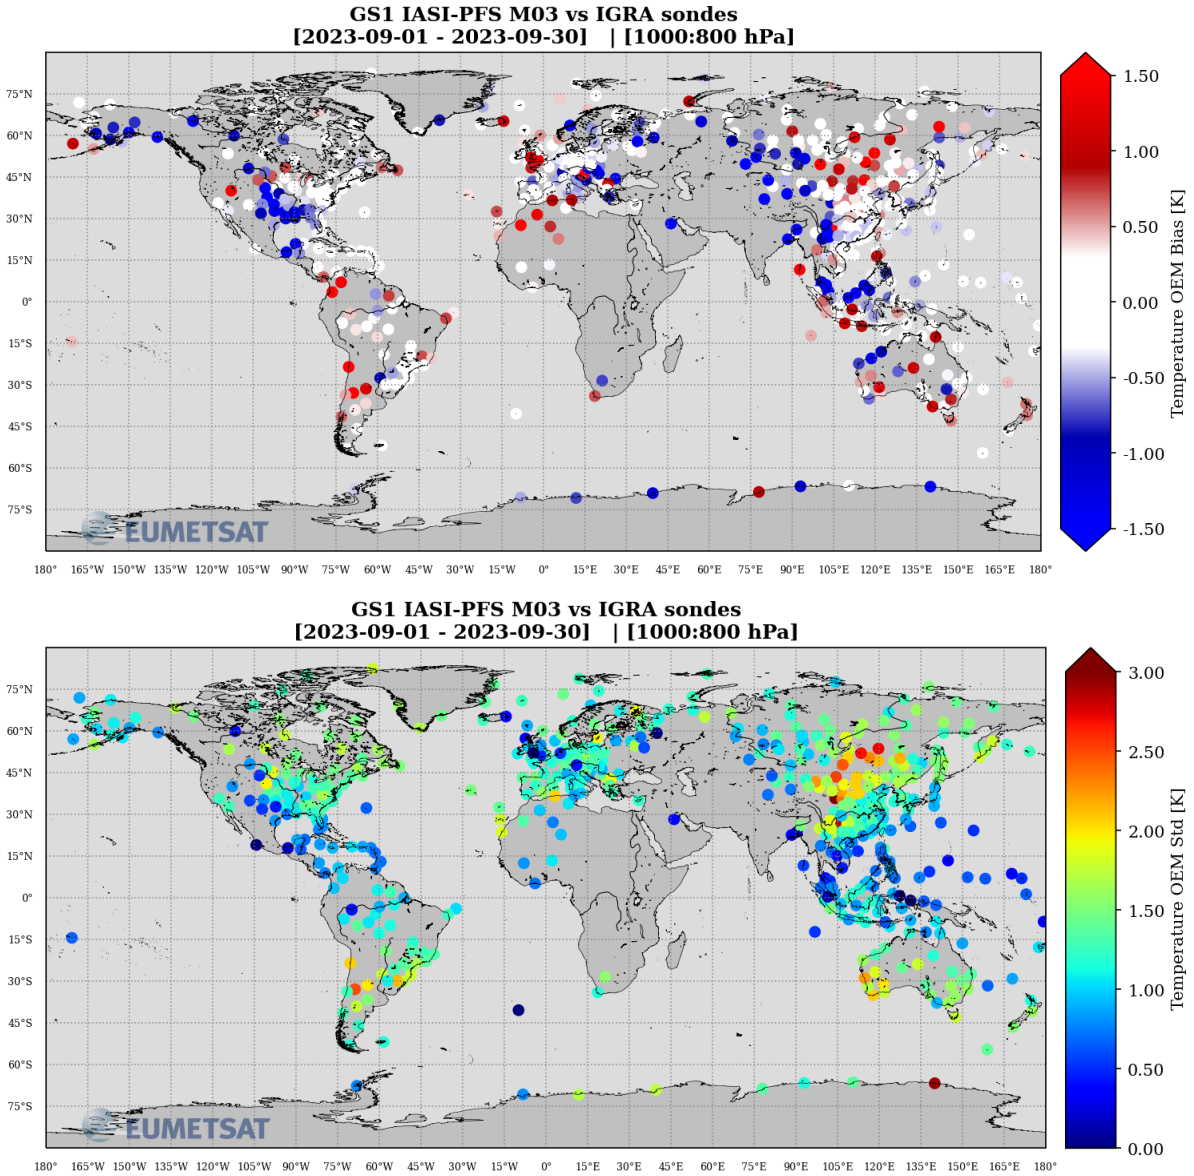 GS1 IASI-PFS M03 vs IGRA sondes
[2023-09-01 - 2023-09-30] | [1000:800 hPa]
75°N
60°N
45°N
30°N
15°N
0°
15°S
30°S
45°S
60°S
75°S
EUMETSAT
180° 165°W 150°W 135°W 120°W 105°W 90°W 75°W 60°W 45°W 30°W 15°W 0° 15°E 30°E 45°E 60°E 75°E 90°E 105°E 120°E 135°E 150°E 165°E 180°
1.50
1.00
0.50
0.00
-0.50
-1.00
-1.50
Temperature OEM Bias [K]
GS1 IASI-PFS M03 vs IGRA sondes
[2023-09-01 - 2023-09-30] | [1000:800 hPa]
75°N
60°N
45°N
30°N
15°N
0°
15°S
30°S
45°S
60°S
75°S
EUMETSAT
180° 165°W 150°W 135°W 120°W 105°W 90°W 75°W 60°W 45°W 30°W 15°W 0° 15°E 30°E 45°E 60°E 75°E 90°E 105°E 120°E 135°E 150°E 165°E 180°
3.00
2.50
2.00
1.50
1.00
0.50
0.00
Temperature OEM Std [K]